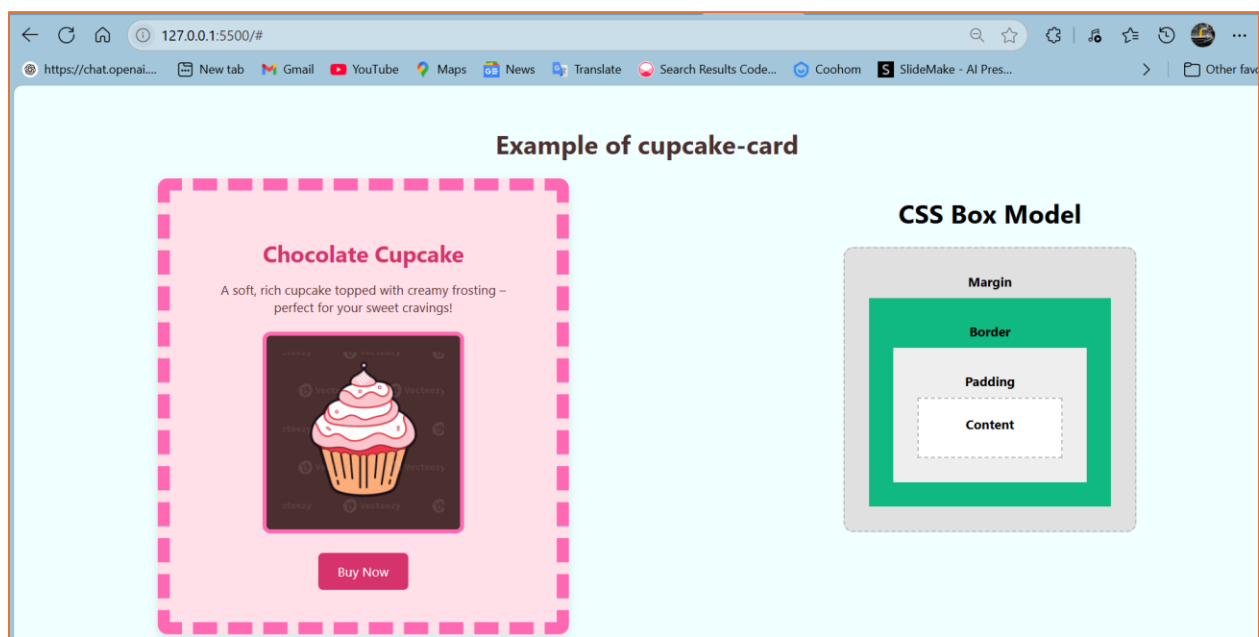 127.0.0.1:5500/#
https://chat.openai.... New tab Gmail YouTube Maps News Translate Search Results Code... Coohom SlideMake - AI Pres... Other favo
Example of cupcake-card
Chocolate Cupcake
A soft, rich cupcake topped with creamy frosting –
perfect for your sweet cravings!
Vecteezy
Buy Now
CSS Box Model
Margin
Border
Padding
Content